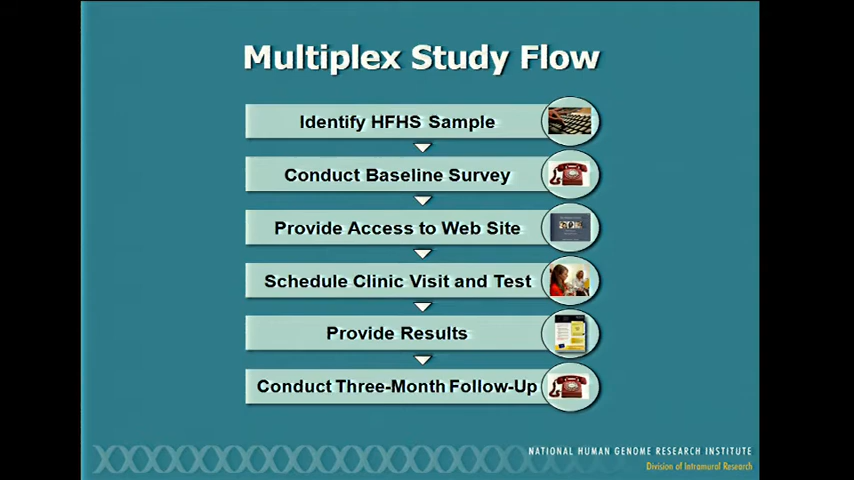 Multiplex Study Flow
Identify HFHS Sample
Conduct Baseline Survey
Provide Access to Web Site
Schedule Clinic Visit and Test
Provide Results
Conduct Three-Month Follow-Up
NATIONAL HUMAN GENOME RESEARCH INSTITUTE
Division of Intramural Research